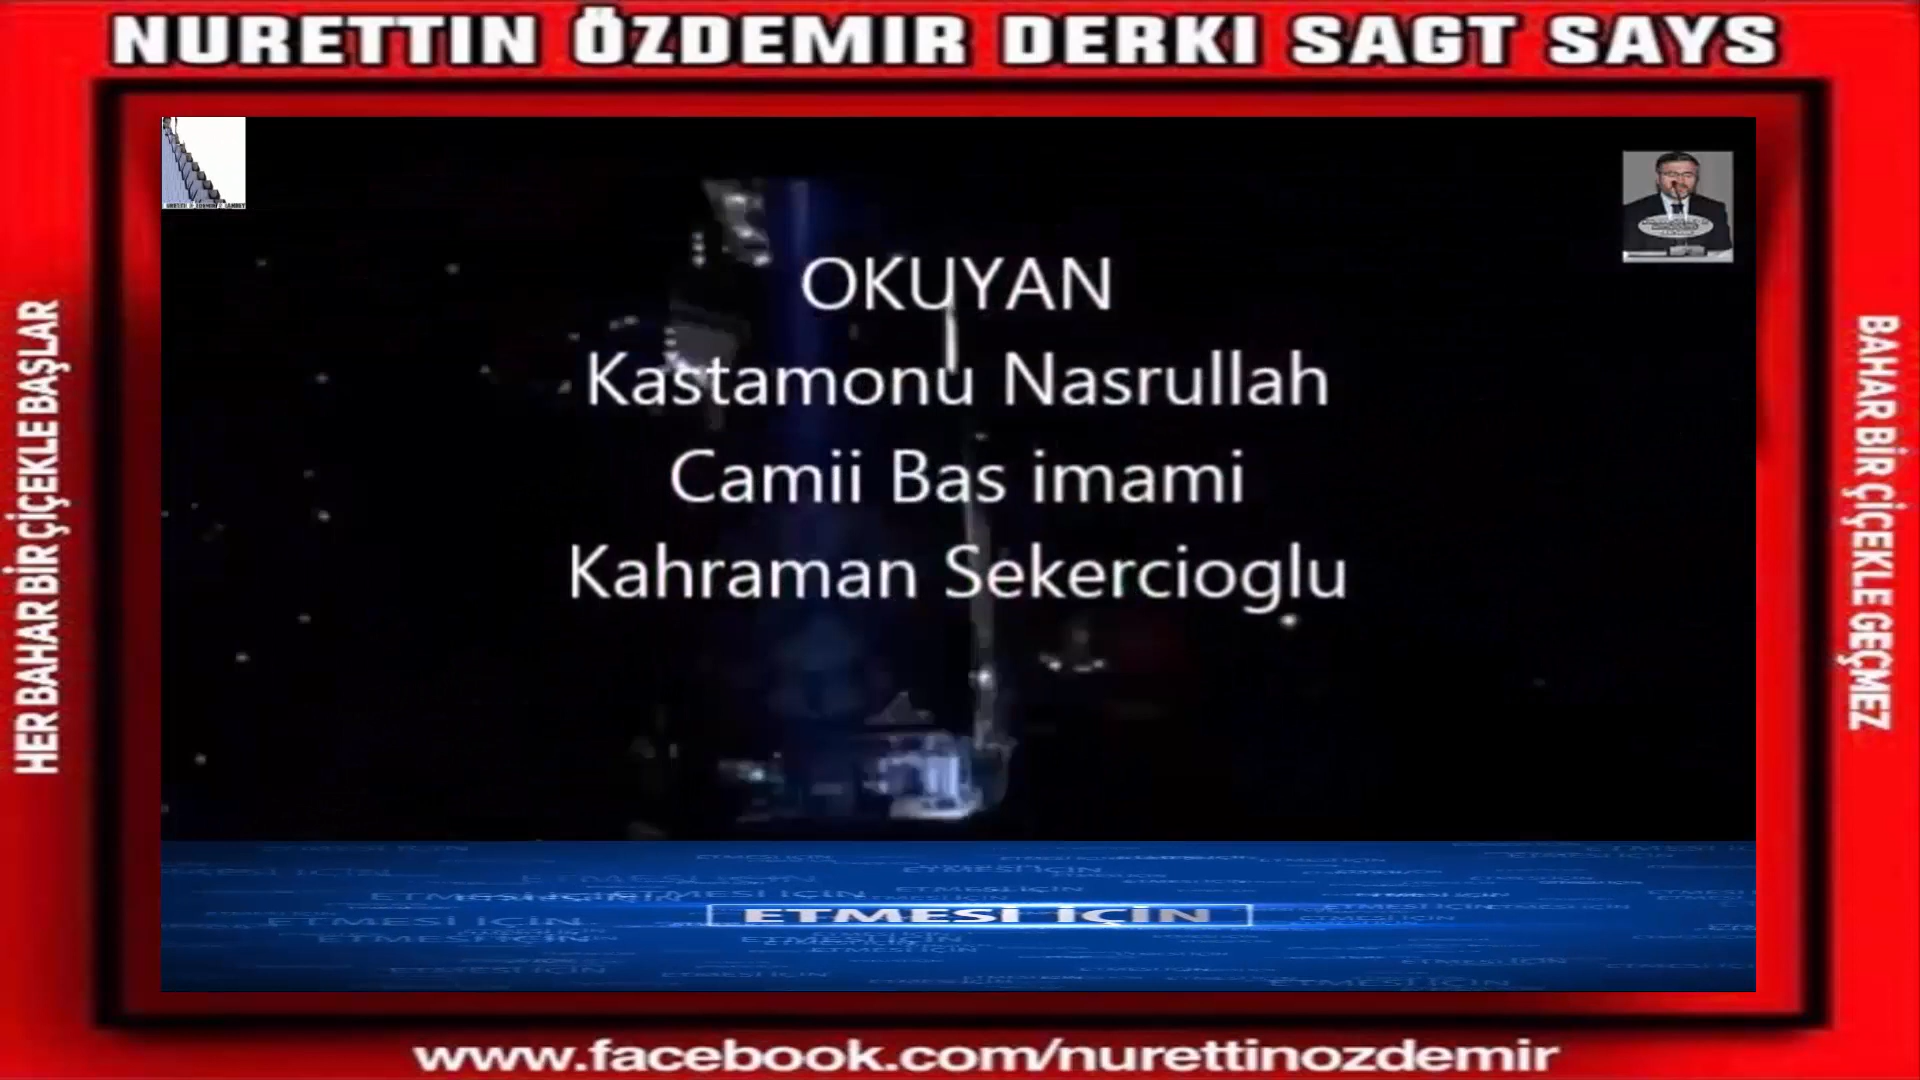 NURETTIN ÖZDEMIR DERKI SAGT SAYS
HER BAHAR BİR ÇİÇEKLE BAŞLAR
OKUYAN
Kastamonu Nasrullah
Camii Bas imami
Kahraman Sekercioglu
ETMESİ İÇİN
BAHAR BİR ÇİÇEKLE GEÇMEZ
www.facebook.com/nurettinozdemir